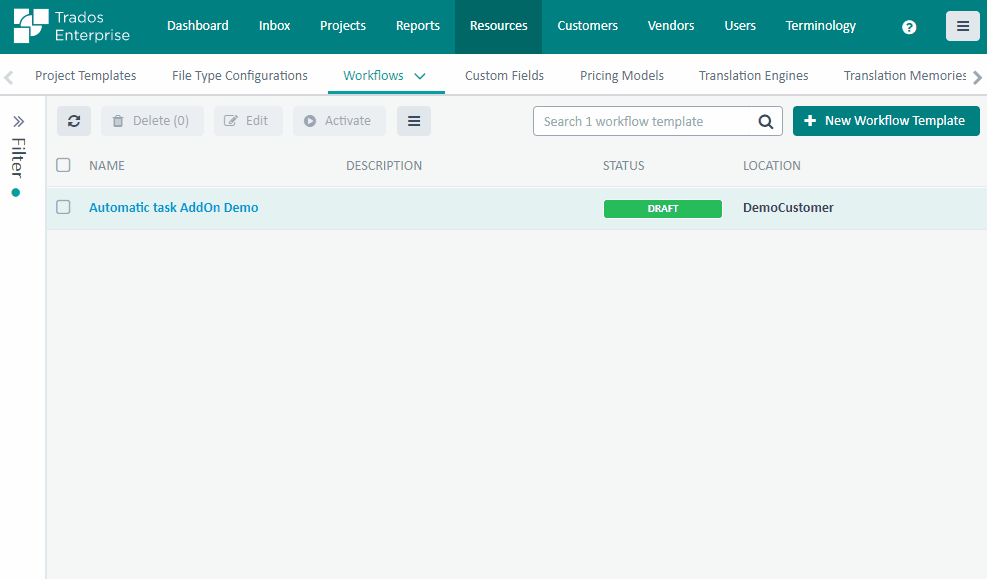 Trados
Enterprise
Dashboard Inbox Projects Reports Resources Customers Vendors Users Terminology
Project Templates File Type Configurations Workflows Custom Fields Pricing Models Translation Engines Translation Memories
Filter
Delete (0) Edit Activate Search 1 workflow template New Workflow Template
NAME DESCRIPTION STATUS LOCATION
Automatic task AddOn Demo DRAFT DemoCustomer